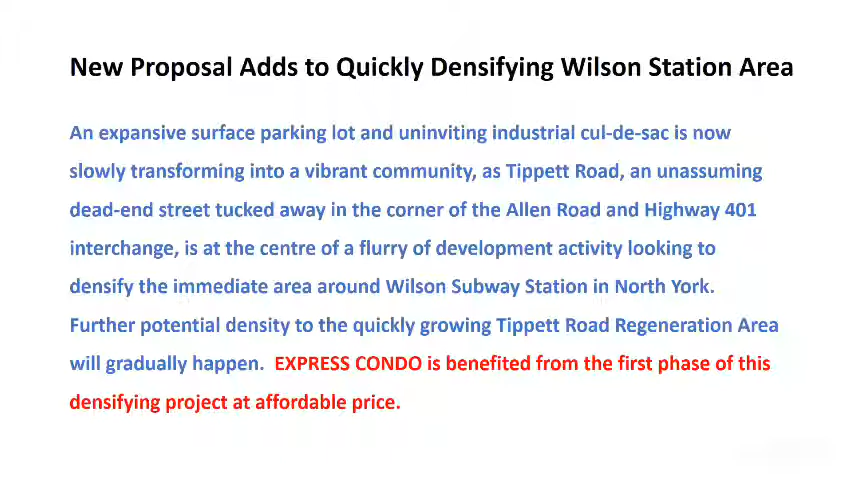 New Proposal Adds to Quickly Densifying Wilson Station Area
An expansive surface parking lot and uninviting industrial cul-de-sac is now
slowly transforming into a vibrant community, as Tippett Road, an unassuming
dead-end street tucked away in the corner of the Allen Road and Highway 401
interchange, is at the centre of a flurry of development activity looking to
densify the immediate area around Wilson Subway Station in North York.
Further potential density to the quickly growing Tippett Road Regeneration Area
will gradually happen.  EXPRESS CONDO is benefited from the first phase of this
densifying project at affordable price.